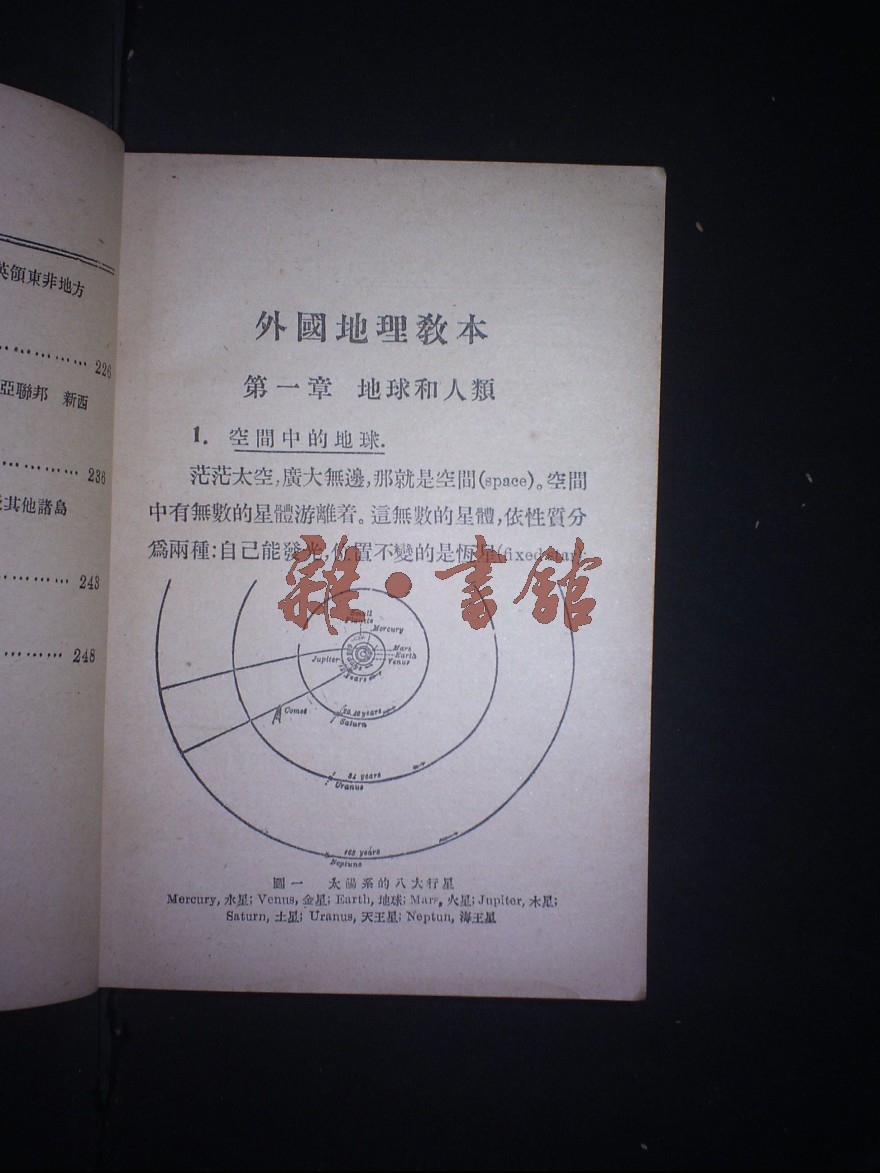 英領東非地方
226
亞聯邦 新西
236
其他諸島
243
248
外國地理教本
第一章 地球和人類
1. 空間中的地球.
茫茫太空,廣大無邊,那就是空間(space)。空間
中有無數的星體游離着。這無數的星體,依性質分
爲兩種:自己能發光,位置不變的是恆星(fixed star;
雜·書館
Small
Planets
Mercury
Mars
Earth
Venus
Jupiter
years
Comet
years
Saturn
84 years
Uranus
165 years
Neptune
圖一 太陽系的八大行星
Mercury, 水星; Venus, 金星; Earth, 地球; Mars, 火星; Jupiter, 木星;
Saturn, 土星; Uranus, 天王星; Neptun, 海王星